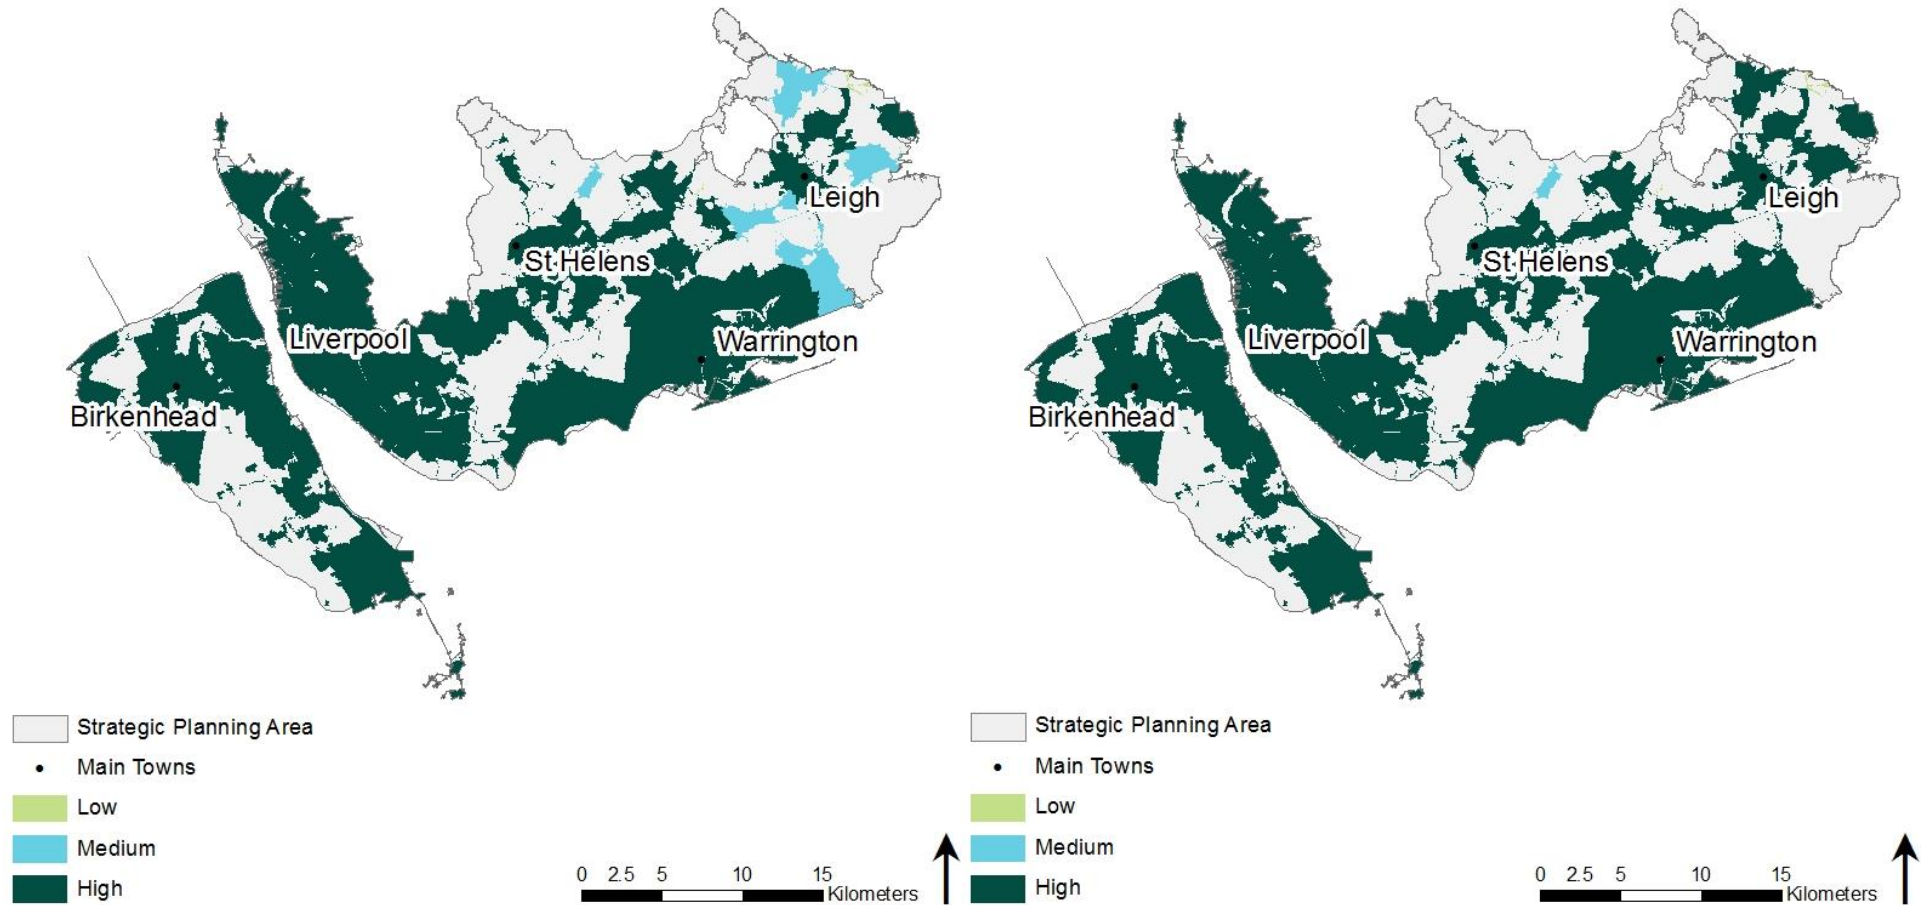 Leigh
St Helens
Liverpool
Warrington
Birkenhead
Strategic Planning Area
Main Towns
Low
Medium
High
0 2.5 5 10 15
Kilometers
Leigh
St Helens
Liverpool
Warrington
Birkenhead
Strategic Planning Area
Main Towns
Low
Medium
High
0 2.5 5 10 15
Kilometers